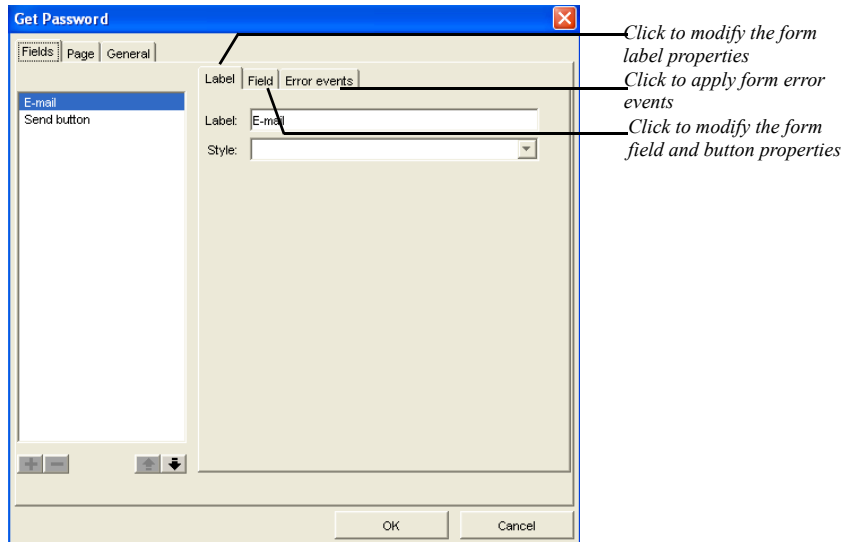 Get Password
Fields Page General
Label Field Error events
E-mail
Send button
Label: E-mail
Style:
OK Cancel
Click to modify the form
label properties
Click to apply form error
events
Click to modify the form
field and button properties